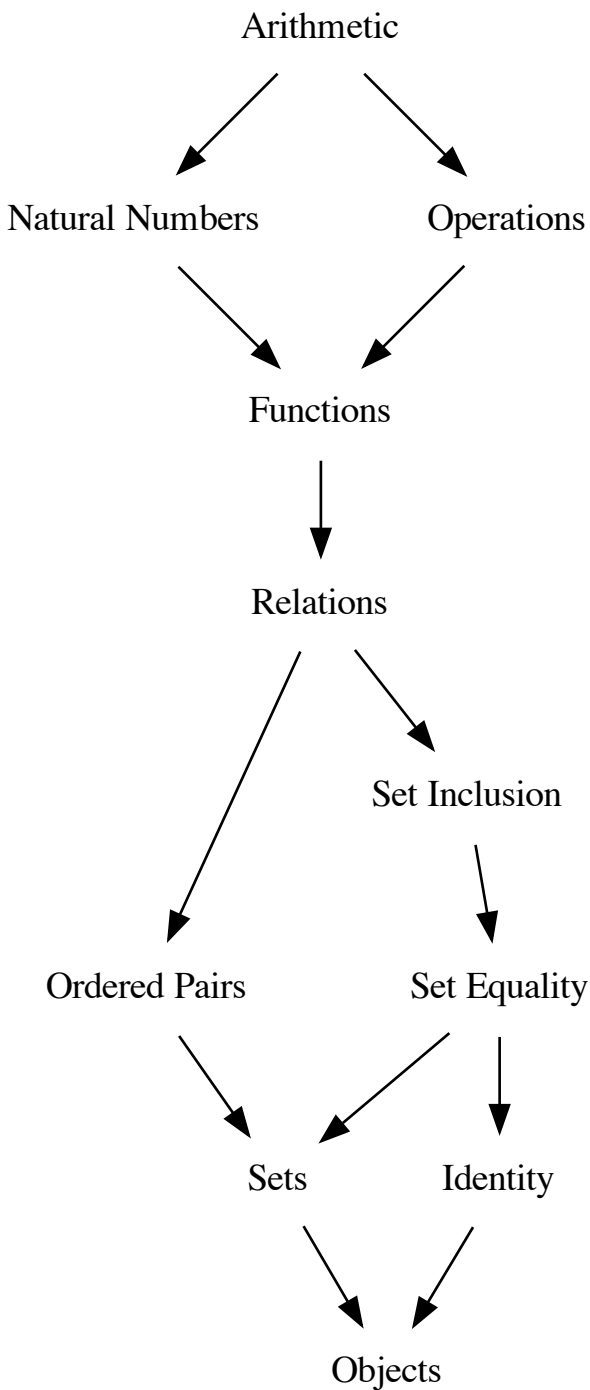 Arithmetic
Natural Numbers
Operations
Functions
Relations
Set Inclusion
Ordered Pairs
Set Equality
Sets
Identity
Objects